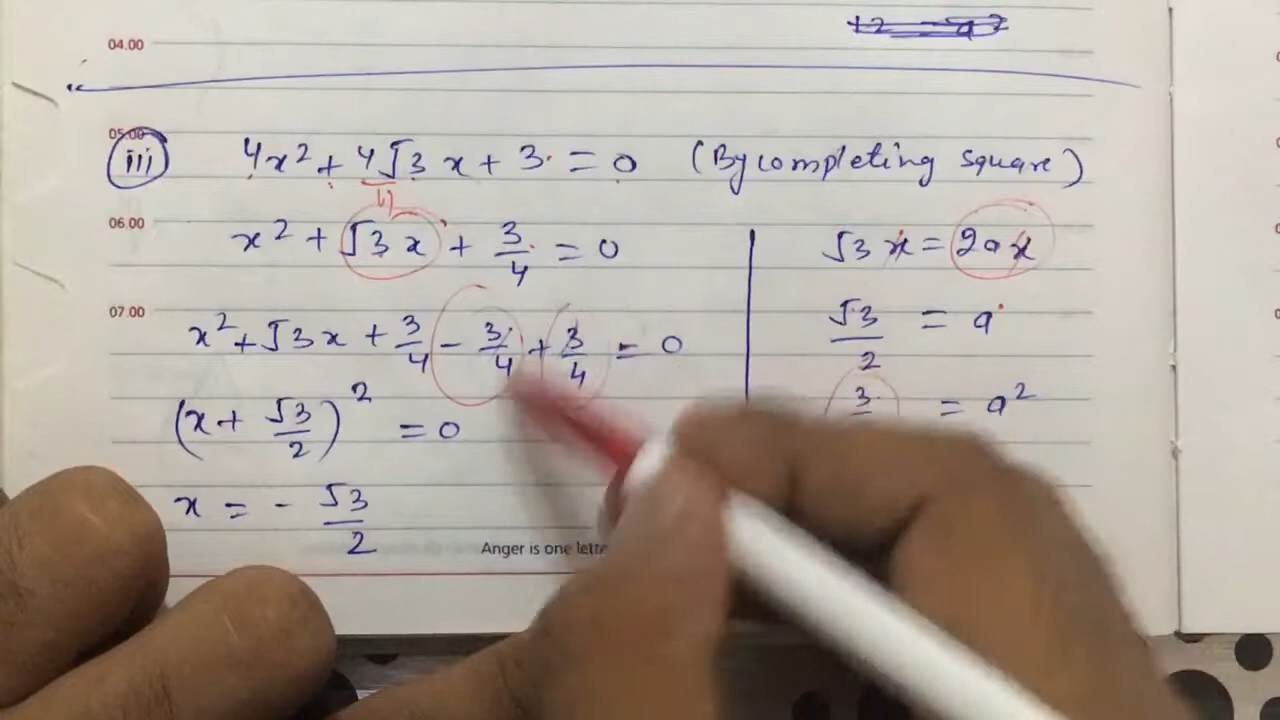 04.00
05.00
(iii) 4x² + 4√3 x + 3 = 0 (By completing square)
06.00
x² + √3 x + 3/4 = 0
√3 x = 2ax
07.00
x² + √3 x + 3/4 - 3/4 + 3/4 = 0
√3/2 = a
(x + √3/2)² = 0
3 = a²
x = - √3/2
Anger is one